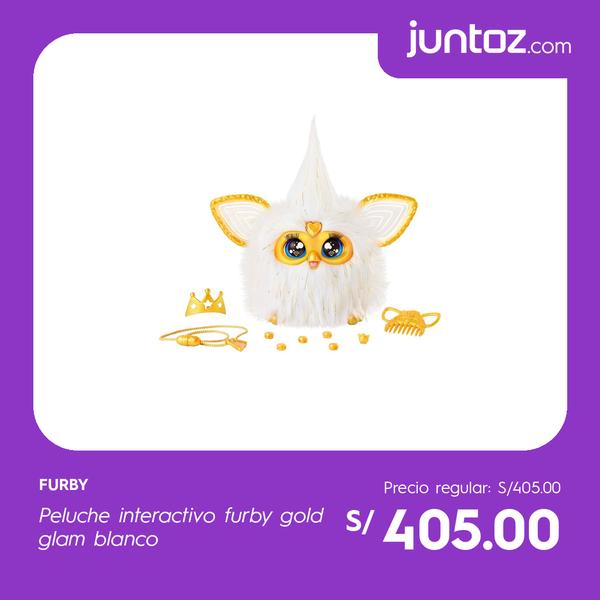 juntoz.com
FURBY
Peluche interactivo furby gold
glam blanco
Precio regular: S/405.00
S/ 405.00